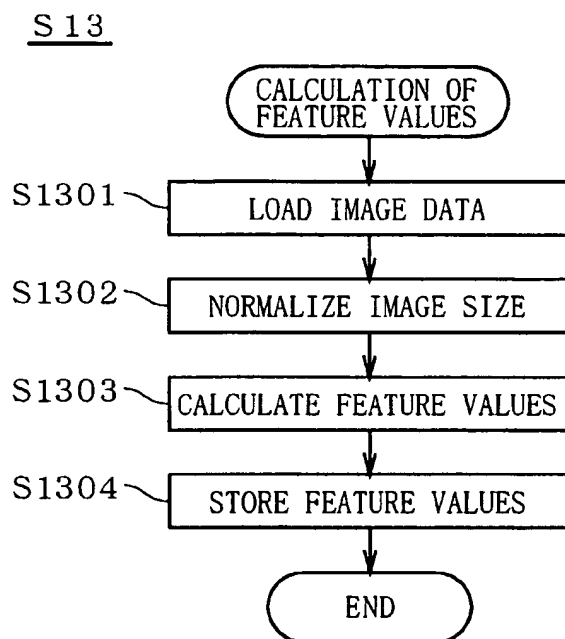 S13
CALCULATION OF
FEATURE VALUES
S1301
LOAD IMAGE DATA
S1302
NORMALIZE IMAGE SIZE
S1303
CALCULATE FEATURE VALUES
S1304
STORE FEATURE VALUES
END